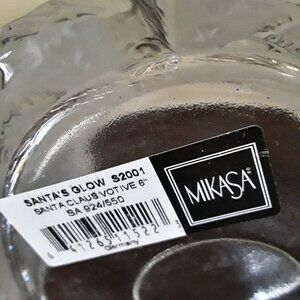 SANTA'S GLOW S2001
SANTA CLAUS VOTIVE 6"
SA 924/550
Germany
MIKASA